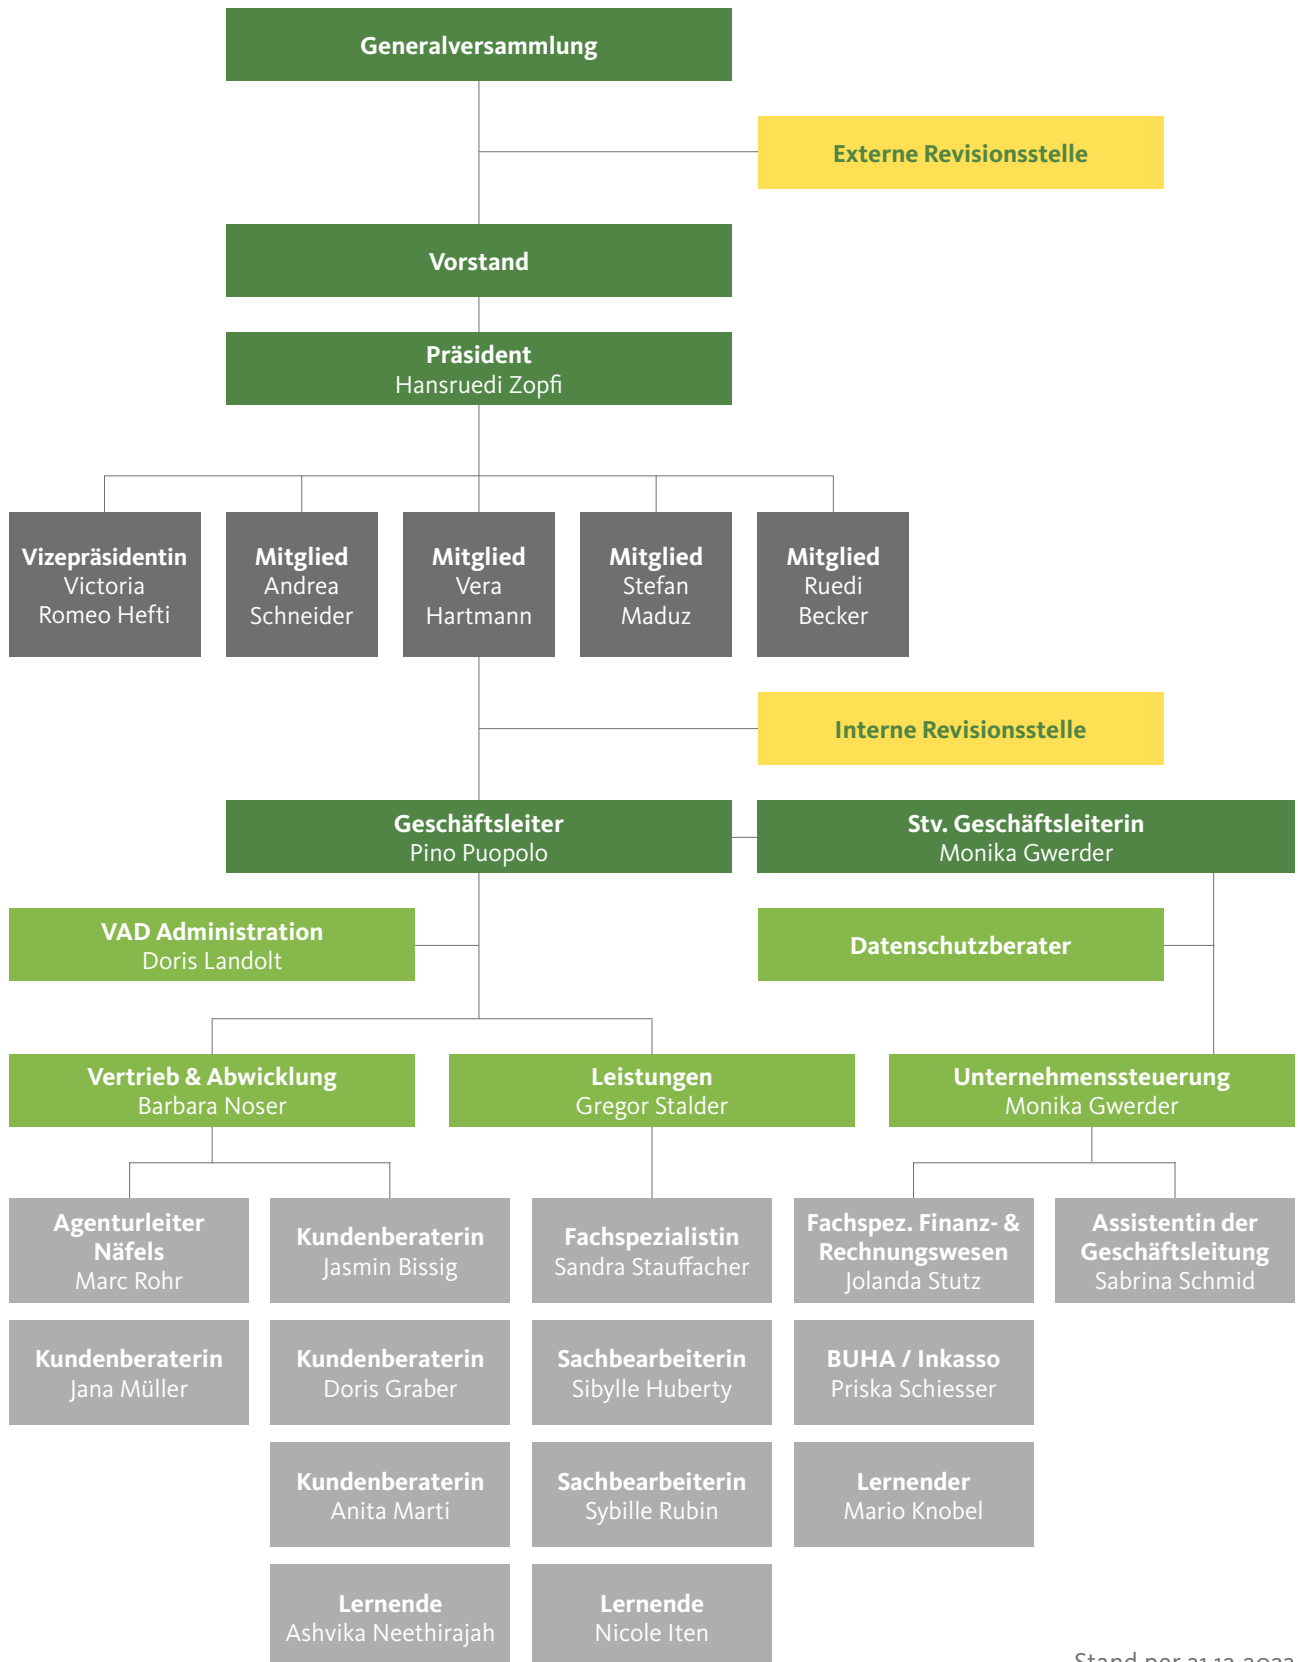 Generalversammlung
Externe Revisionsstelle
Vorstand
Präsident
Hansruedi Zopfi
Vizepräsidentin
Victoria
Romeo Hefti
Mitglied
Andrea
Schneider
Mitglied
Vera
Hartmann
Mitglied
Stefan
Maduz
Mitglied
Ruedi
Becker
Interne Revisionsstelle
Geschäftsleiter
Pino Puopolo
Stv. Geschäftsleiterin
Monika Gwerder
VAD Administration
Doris Landolt
Datenschutzberater
Vertrieb & Abwicklung
Barbara Noser
Leistungen
Gregor Stalder
Unternehmenssteuerung
Monika Gwerder
Agenturleiter
Näfels
Marc Rohr
Kundenberaterin
Jasmin Bissig
Fachspezialistin
Sandra Stauffacher
Fachspez. Finanz- &
Rechnungswesen
Jolanda Stutz
Assistentin der
Geschäftsleitung
Sabrina Schmid
Kundenberaterin
Jana Müller
Kundenberaterin
Doris Graber
Sachbearbeiterin
Sibylle Huberty
BUHA / Inkasso
Priska Schiesser
Kundenberaterin
Anita Marti
Sachbearbeiterin
Sybille Rubin
Lernender
Mario Knobel
Lernende
Ashvika Neethirajah
Lernende
Nicole Iten
Stand per